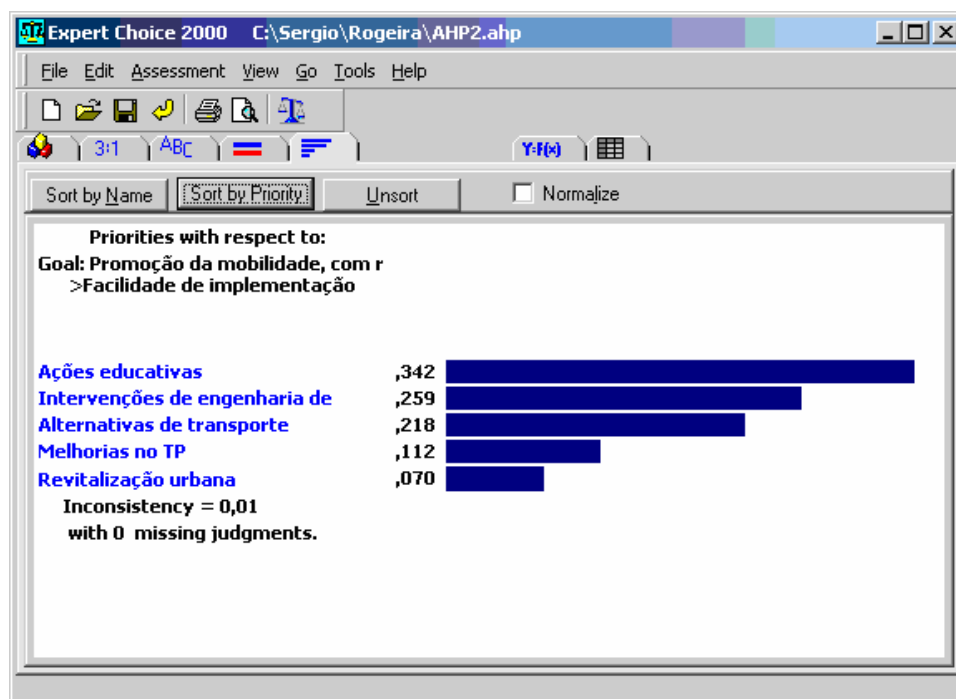 Expert Choice 2000 C:\Sergio\Rogeira\AHP2.ahp
File Edit Assessment View Go Tools Help
3:1 ABC Y=F(x)
Sort by Name Sort by Priority Unsort Normalize
Priorities with respect to:
Goal: Promoção da mobilidade, com r
>Facilidade de implementação
Ações educativas ,342
Intervenções de engenharia de ,259
Alternativas de transporte ,218
Melhorias no TP ,112
Revitalização urbana ,070
Inconsistency = 0,01
with 0 missing judgments.